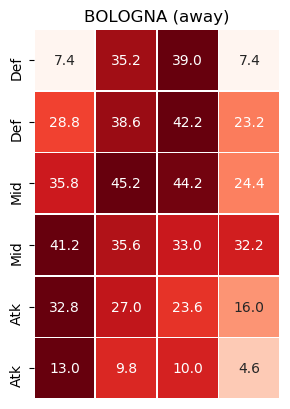 BOLOGNA (away)
Def 7.4 35.2 39.0 7.4
Def 28.8 38.6 42.2 23.2
Mid 35.8 45.2 44.2 24.4
Mid 41.2 35.6 33.0 32.2
Atk 32.8 27.0 23.6 16.0
Atk 13.0 9.8 10.0 4.6